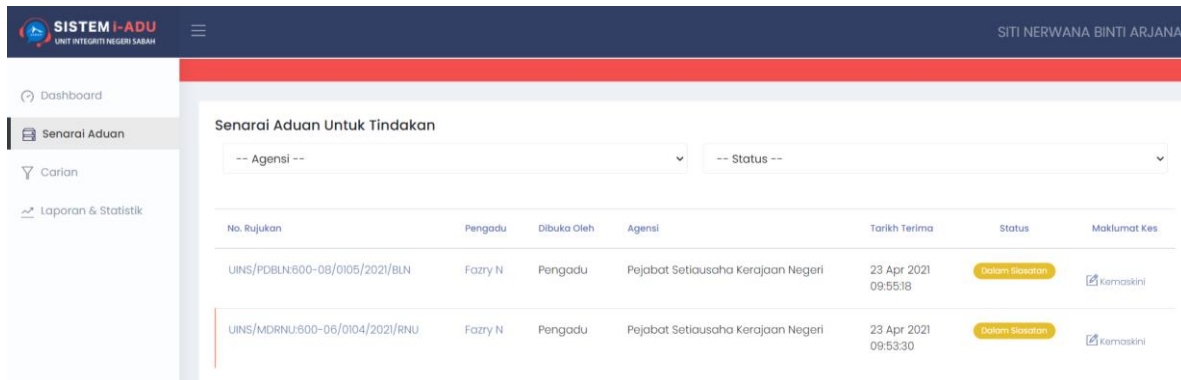 SISTEM i-ADU
UNIT INTEGRITI NEGERI SABAH
SITI NERWANA BINTI ARJANA
Dashboard
Senarai Aduan
Carian
Laporan & Statistik
Senarai Aduan Untuk Tindakan
-- Agensi -- -- Status --
No. Rujukan Pengadu Dibuka Oleh Agensi Tarikh Terima Status Maklumat Kes
UINS/PDBLN:600-08/0105/2021/BLN Fazry N Pengadu Pejabat Setiausaha Kerajaan Negeri 23 Apr 2021 Dalam Siasatan Kemaskini
09:55:18
UINS/MDRNU:600-06/0104/2021/RNU Fazry N Pengadu Pejabat Setiausaha Kerajaan Negeri 23 Apr 2021 Dalam Siasatan Kemaskini
09:53:30